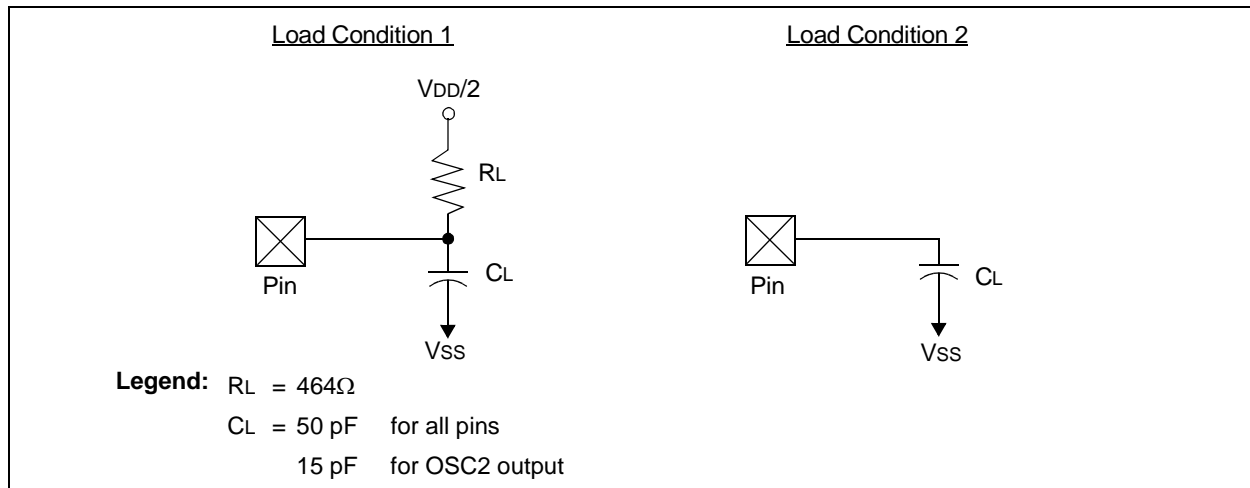 Load Condition 1
Load Condition 2
VDD/2
RL
Pin
CL
VSS
Pin
CL
VSS
Legend: RL = 464Ω
CL = 50 pF for all pins
15 pF for OSC2 output